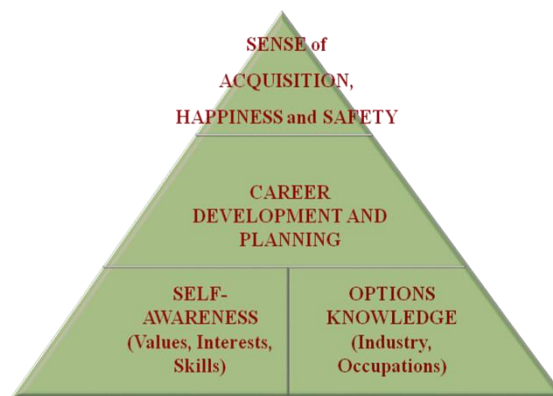 SENSE of
ACQUISITION,
HAPPINESS and SAFETY
CAREER
DEVELOPMENT AND
PLANNING
SELF-
AWARENESS
(Values, Interests,
Skills)
OPTIONS
KNOWLEDGE
(Industry,
Occupations)